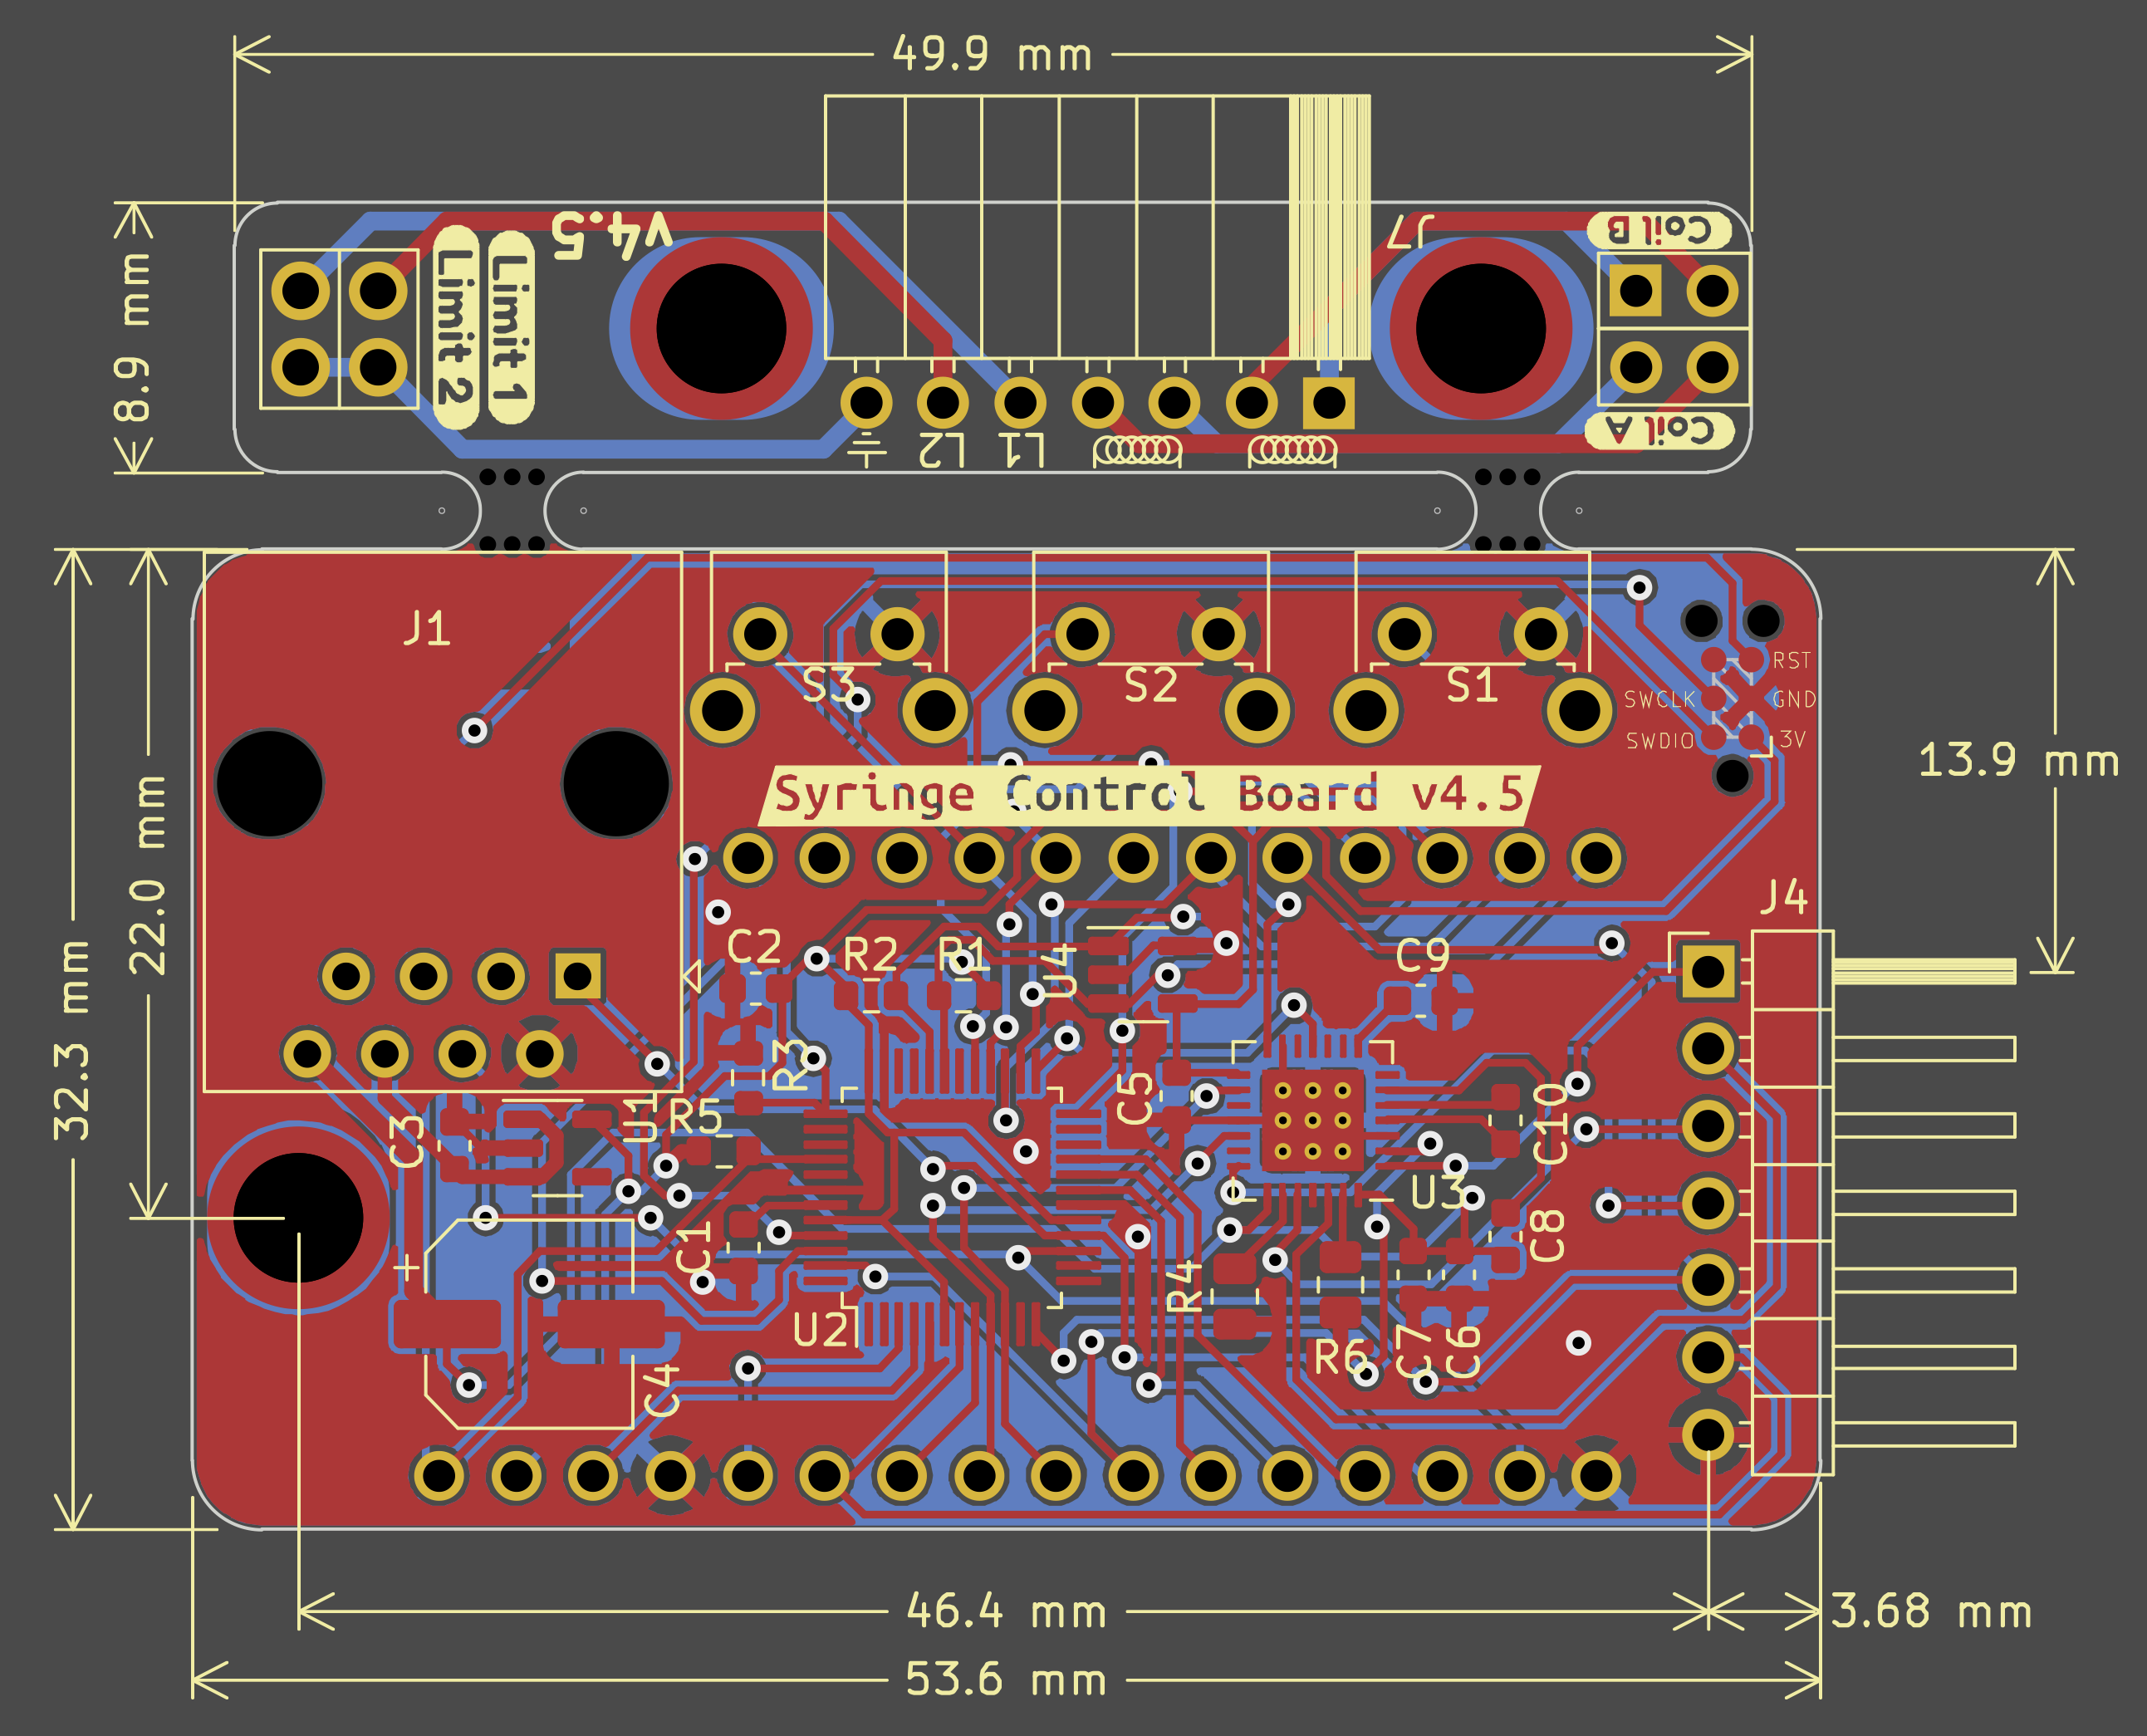 49.9 mm
v4.5
J7
coil B
Limit 2
Limit 1
8.9 mm
coil A
L2
L1
J1
S3
S2
S1
RST
SWCLK
GND
SWDIO
3V
13.9 mm
Syringe Control Board v4.5
22.0 mm
32.3 mm
J4
C2
R2
R1
U4
C9
R3
C3
U1
R5
C5
C10
U3
+
C1
C8
R4
U2
R6
C7
C6
C4
46.4 mm
3.68 mm
53.6 mm